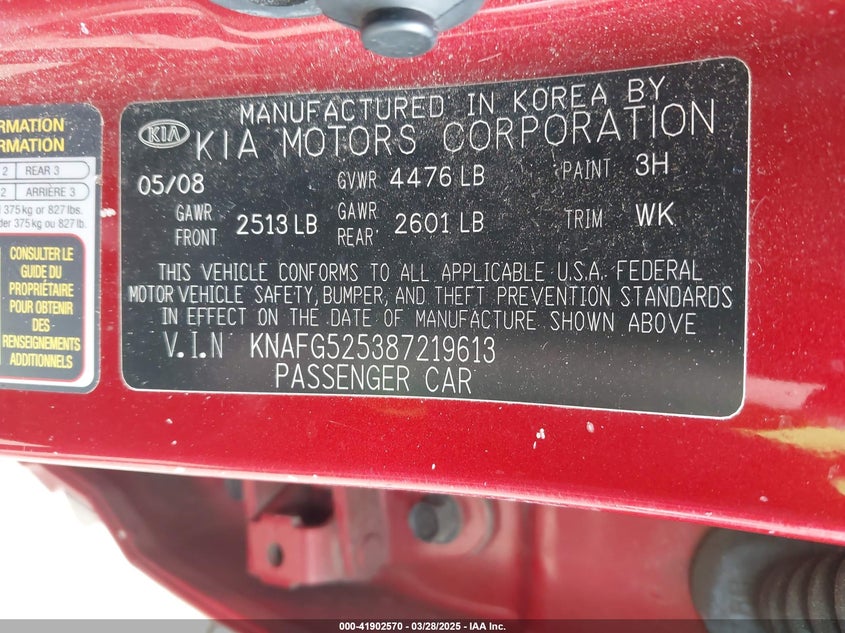 ORMATION
RMATION
2 REAR 3
2 ARRIÈRE 3
375 kg or 827 lbs.
der 375 kg ou 827 lb.
CONSULTER LE
GUIDE DU
PROPRIÉTAIRE
POUR OBTENIR
DES
RENSEIGNEMENTS
ADDITIONNELS
MANUFACTURED IN KOREA BY
KIA KIA MOTORS CORPORATION
05/08 GVWR 4476 LB PAINT 3H
GAWR FRONT 2513 LB GAWR REAR 2601 LB TRIM WK
THIS VEHICLE CONFORMS TO ALL APPLICABLE U.S.A. FEDERAL
MOTOR VEHICLE SAFETY, BUMPER, AND THEFT PREVENTION STANDARDS
IN EFFECT ON THE DATE OF MANUFACTURE SHOWN ABOVE
V.I.N KNAFG525387219613
PASSENGER CAR
000-41902570 | 03/28/2025 - IAA Inc.